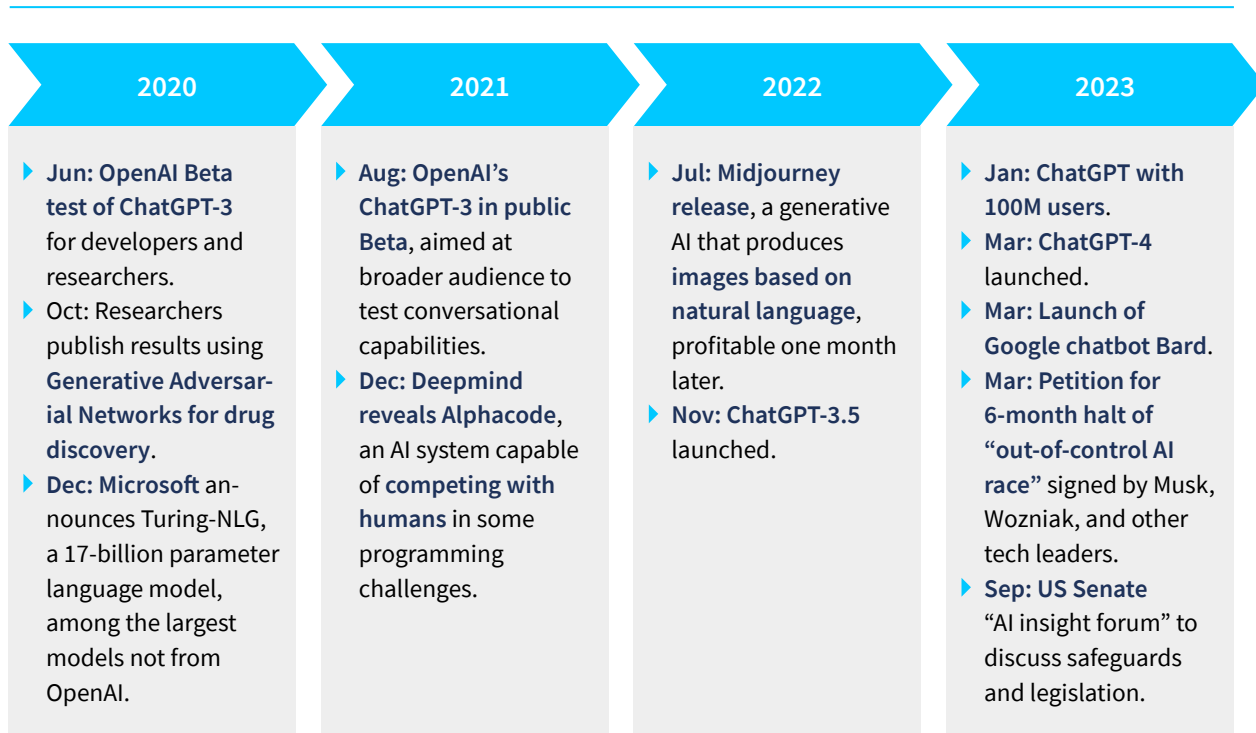 2020
Jun: OpenAI Beta
test of ChatGPT-3
for developers and
researchers.
Oct: Researchers
publish results using
Generative Adversar-
ial Networks for drug
discovery.
Dec: Microsoft an-
nounces Turing-NLG,
a 17-billion parameter
language model,
among the largest
models not from
OpenAI.
2021
Aug: OpenAI’s
ChatGPT-3 in public
Beta, aimed at
broader audience to
test conversational
capabilities.
Dec: Deepmind
reveals Alphacode,
an AI system capable
of competing with
humans in some
programming
challenges.
2022
Jul: Midjourney
release, a generative
AI that produces
images based on
natural language,
profitable one month
later.
Nov: ChatGPT-3.5
launched.
2023
Jan: ChatGPT with
100M users.
Mar: ChatGPT-4
launched.
Mar: Launch of
Google chatbot Bard.
Mar: Petition for
6-month halt of
“out-of-control AI
race” signed by Musk,
Wozniak, and other
tech leaders.
Sep: US Senate
“AI insight forum” to
discuss safeguards
and legislation.